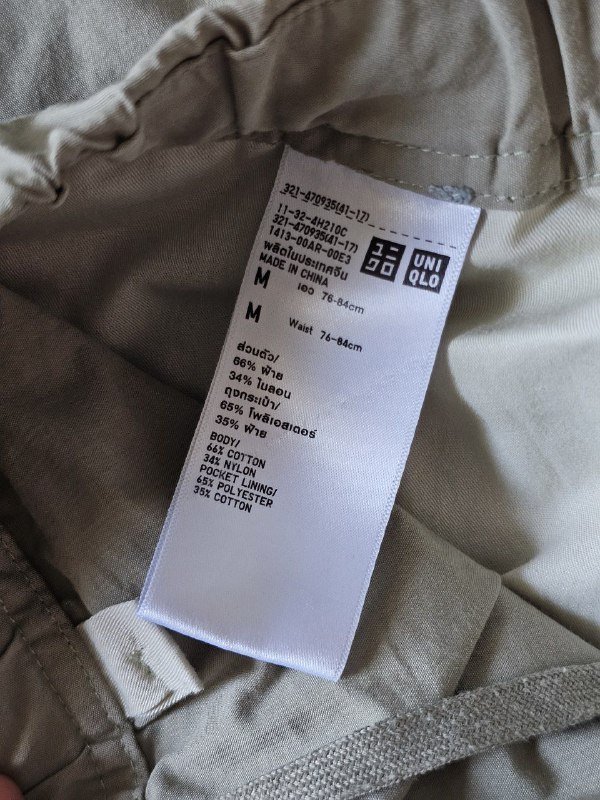 321-470935(41-17)
11-32-4H210C
321-470935(41-17)
1413-00AR-00E3
ผลิตในประเทศจีน
MADE IN CHINA
ユニ
クロ
UNI
QLO
M เอว 76-84cm
M Waist 76-84cm
ส่วนตัว/
66% ฝ้าย
34% ไนลอน
ถุงกระเป๋า/
65% โพลีเอสเตอร์
35% ฝ้าย
BODY/
66% COTTON
34% NYLON
POCKET LINING/
65% POLYESTER
35% COTTON